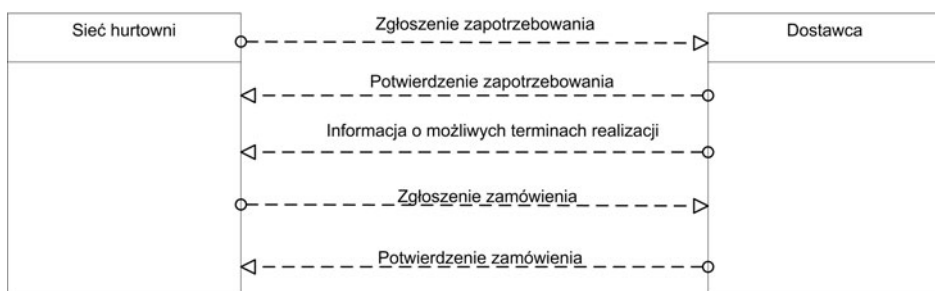 Sieć hurtowni
Zgłoszenie zapotrzebowania
Dostawca
Potwierdzenie zapotrzebowania
Informacja o możliwych terminach realizacji
Zgłoszenie zamówienia
Potwierdzenie zamówienia